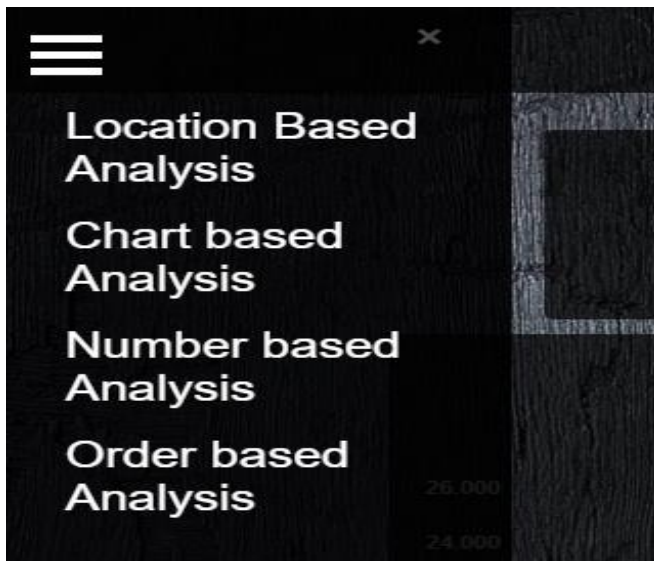 ×
Location Based
Analysis
Chart based
Analysis
Number based
Analysis
Order based
Analysis
26.000
24.000